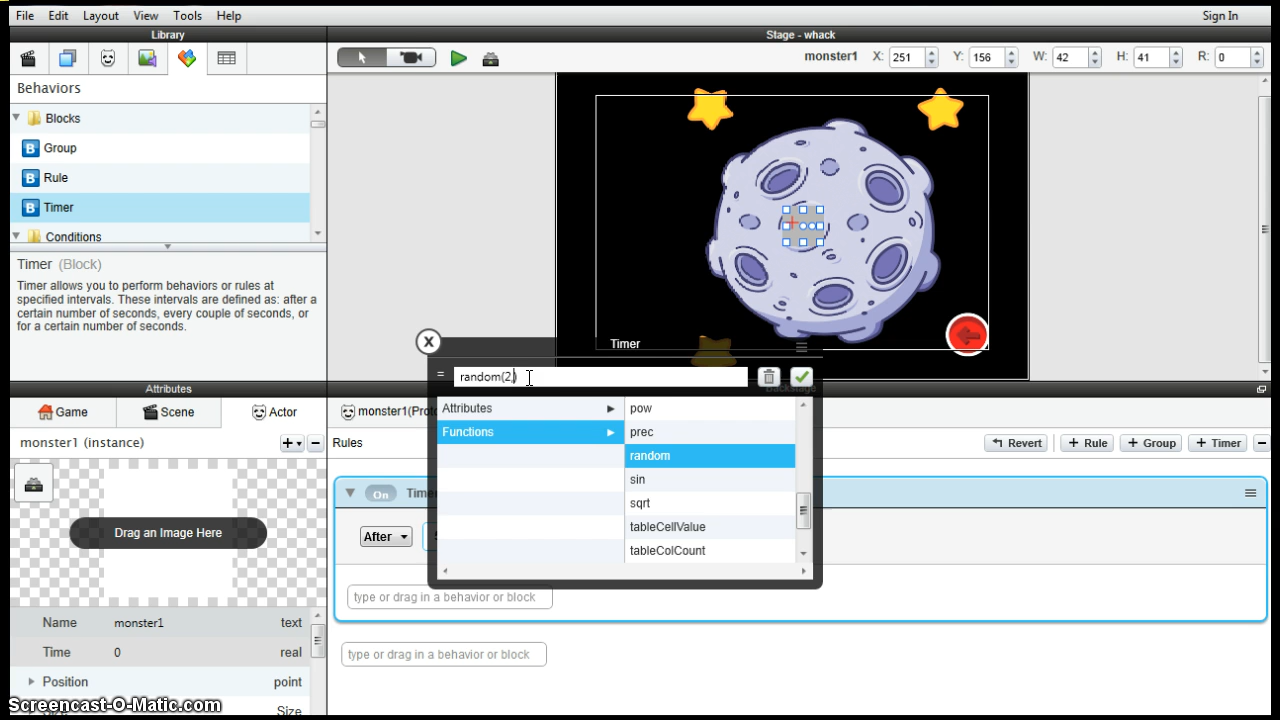 File Edit Layout View Tools Help Sign In
Library
Stage - whack
monster1 X: 251 Y: 156 W: 42 H: 41 R: 0
Behaviors
Blocks
Group
Rule
Timer
Conditions
Timer (Block)
Timer allows you to perform behaviors or rules at
specified intervals. These intervals are defined as: after a
certain number of seconds, every couple of seconds, or
for a certain number of seconds.
Timer
= random(2,)
Backstage
Attributes
Functions
pow
prec
random
sin
sqrt
tableCellValue
tableColCount
Attributes
Game Scene Actor
monster1 (instance)
Drag an Image Here
Name monster1 text
Time 0 real
Position point
Size Size
monster1(Proto
Rules Revert + Rule + Group + Timer
On Timer
After
type or drag in a behavior or block
type or drag in a behavior or block
Screencast-O-Matic.com